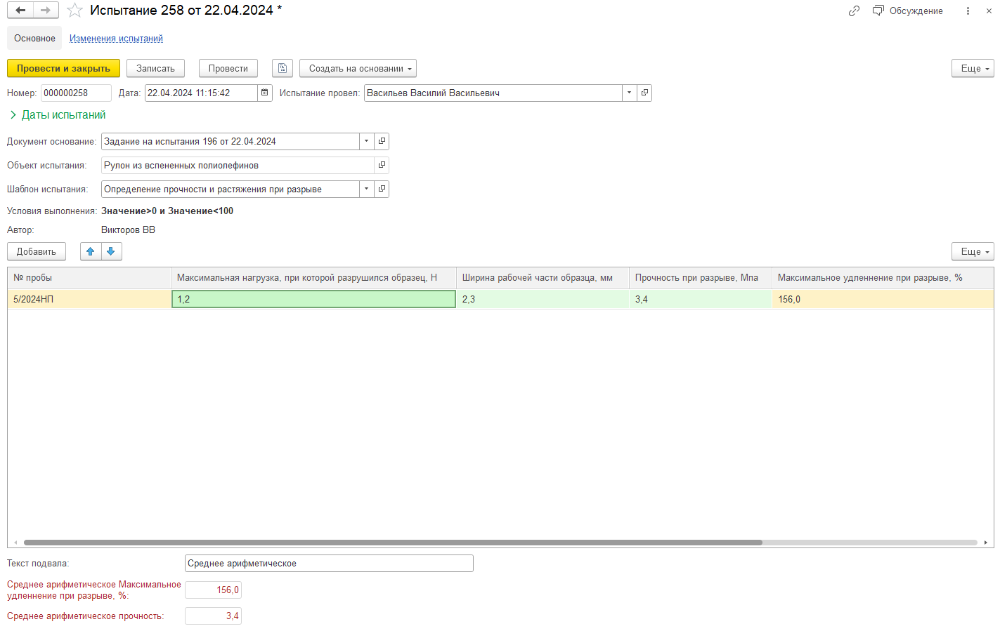 Испытание 258 от 22.04.2024 *
Обсуждение
Основное
Изменения испытаний
Провести и закрыть
Записать
Провести
Создать на основании
Еще
Номер: 000000258 Дата: 22.04.2024 11:15:42 Испытание провел: Васильев Василий Васильевич
Даты испытаний
Документ основание: Задание на испытания 196 от 22.04.2024
Объект испытания: Рулон из вспененных полиолефинов
Шаблон испытания: Определение прочности и растяжения при разрыве
Условия выполнения: Значение>0 и Значение<100
Автор: Викторов ВВ
Добавить
Еще
№ пробы Максимальная нагрузка, при которой разрушился образец, Н Ширина рабочей части образца, мм Прочность при разрыве, Мпа Максимальное удленнение при разрыве, %
5/2024НП 1,2 2,3 3,4 156,0
Текст подвала: Среднее арифметическое
Среднее арифметическое Максимальное
удленнение при разрыве, %: 156,0
Среднее арифметическое прочность: 3,4